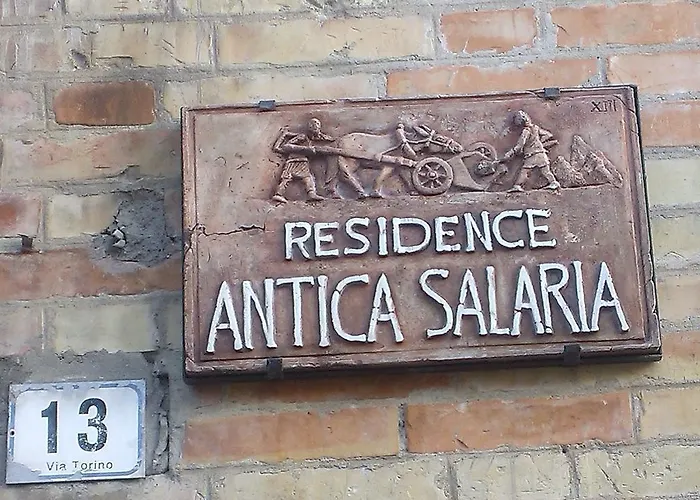 XIII
RESIDENCE
ANTICA SALARIA
13
Via Torino